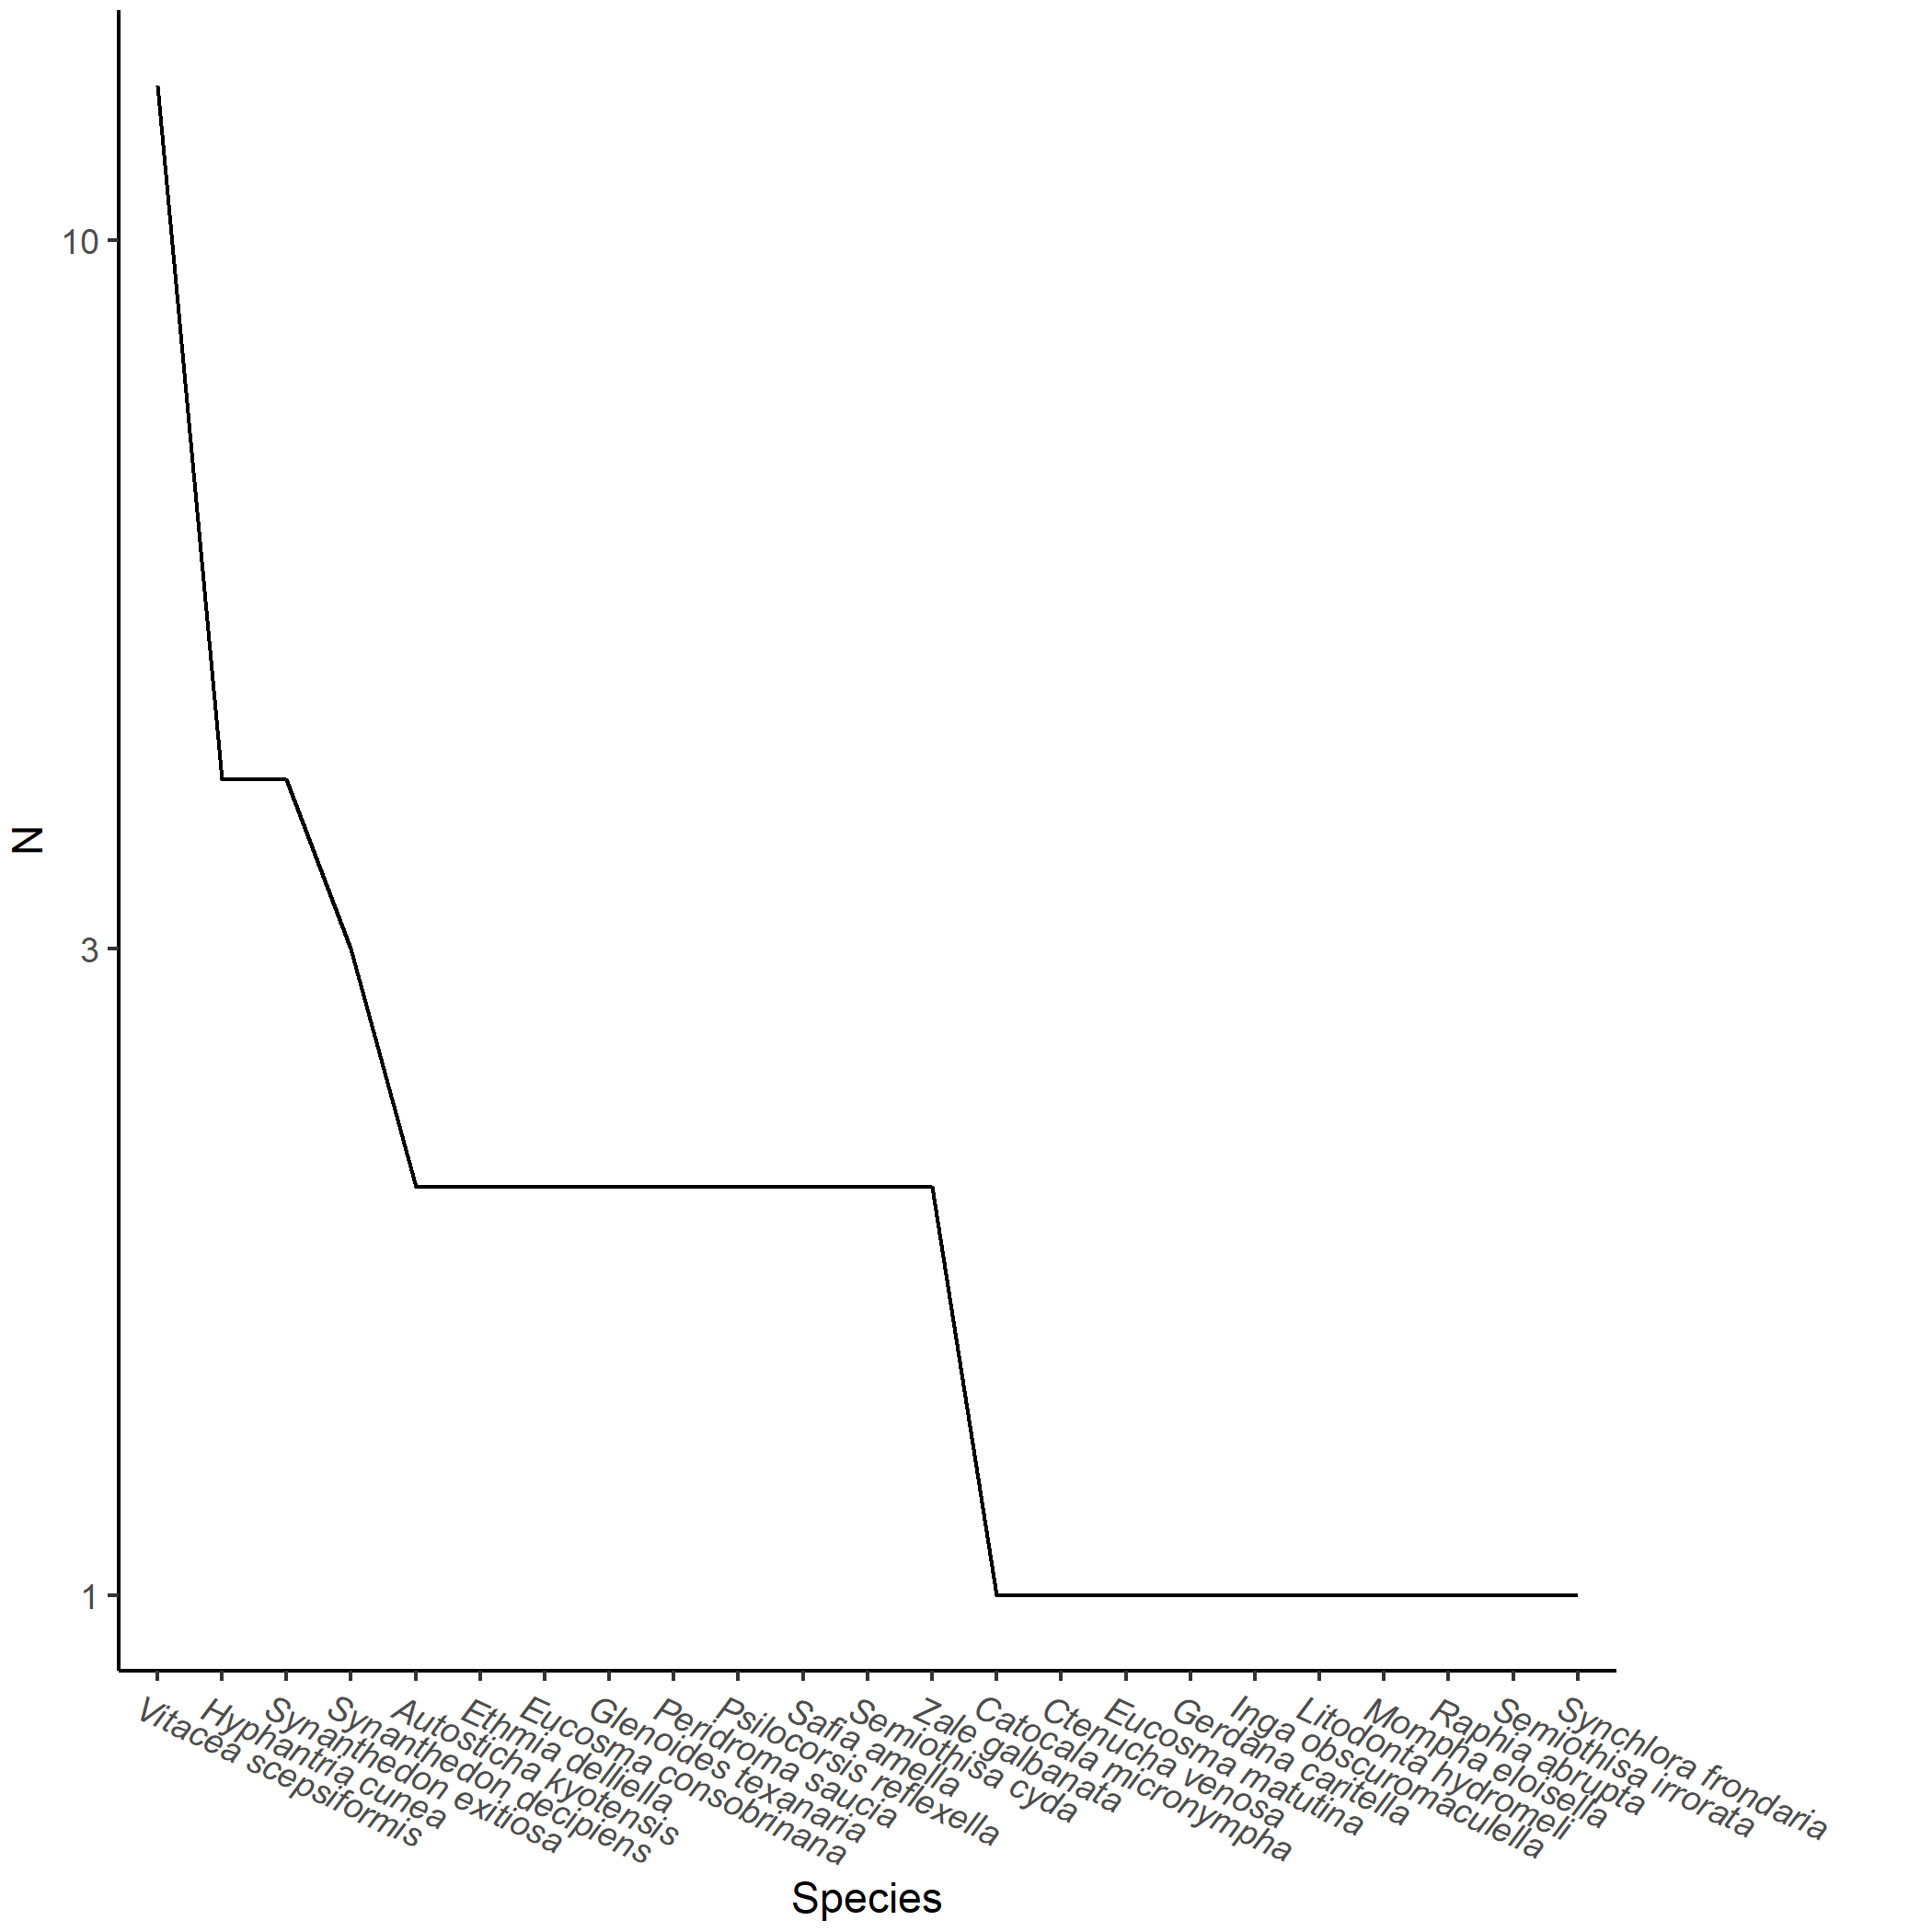 10
3
1
N
Vitacea scepsiformis
Hyphantria cunea
Synanthedon exitiosa
Synanthedon decipiens
Autosticha kyotensis
Ethmia delliella
Eucosma consobrinana
Glenoides texanaria
Peridroma saucia
Psilocorsis reflexella
Safia amella
Semiothisa cyda
Zale galbanata
Catocala micronympha
Ctenucha venosa
Eucosma matutina
Gerdana caritella
Inga obscuromaculella
Litodonta hydromeli
Mompha eloisella
Raphia abrupta
Semiothisa irrorata
Synchlora frondaria
Species